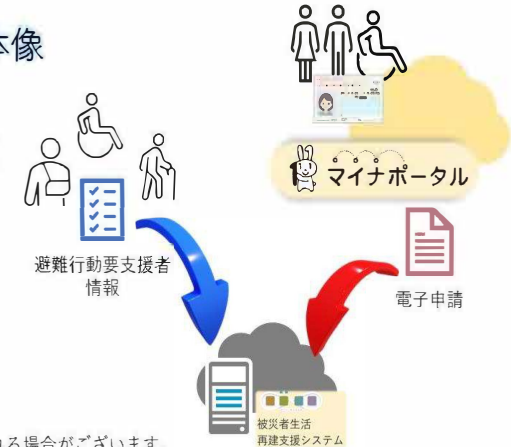 本像
マイナポータル
避難行動要支援者
情報
電子申請
被災者生活
再建支援システム
る場合がございます。